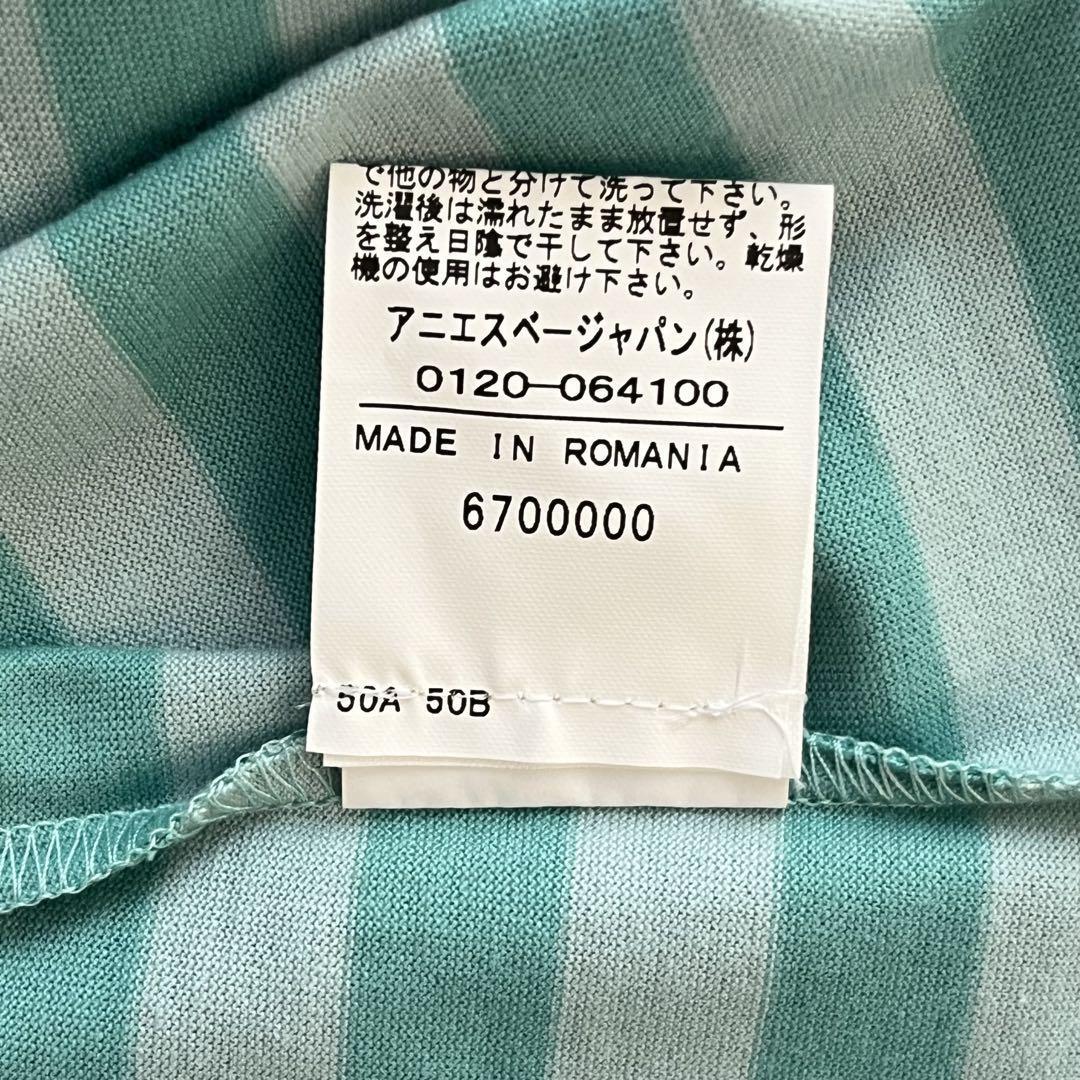 で他の物と分けて洗って下さい。
洗濯後は濡れたまま放置せず、形
を整え日陰で干して下さい。乾燥
機の使用はお避け下さい。
アニエスベージャパン(株)
0120-064100
MADE IN ROMANIA
6700000
50A 50B